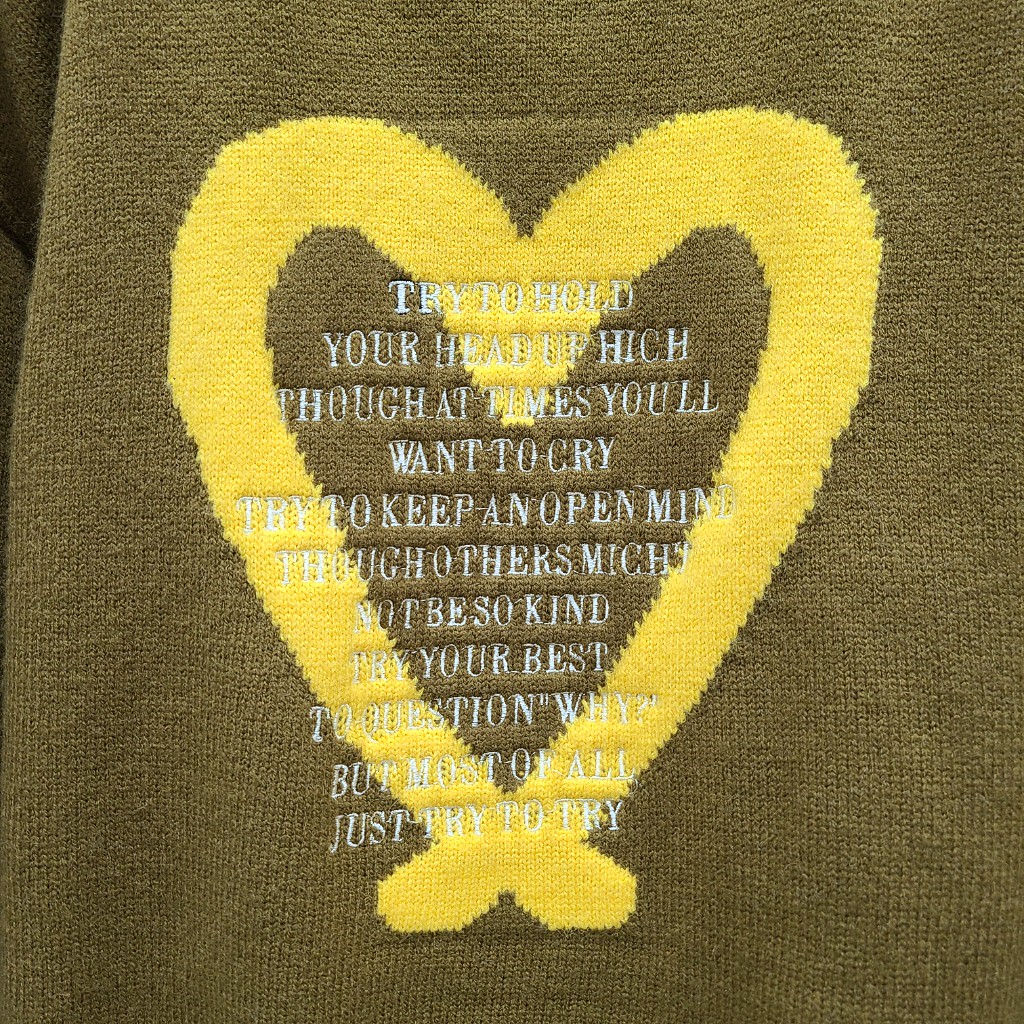 TRY TO HOLD
YOUR HEAD UP HIGH
THOUGH AT TIMES YOU LL
WANT TO CRY
TRY TO KEEP AN OPEN MIND
THOUGH OTHERS MIGHT
NOT BE SO KIND
TRY YOUR BEST
TO QUESTION "WHY?"
BUT MOST OF ALL,
JUST TRY TO TRY